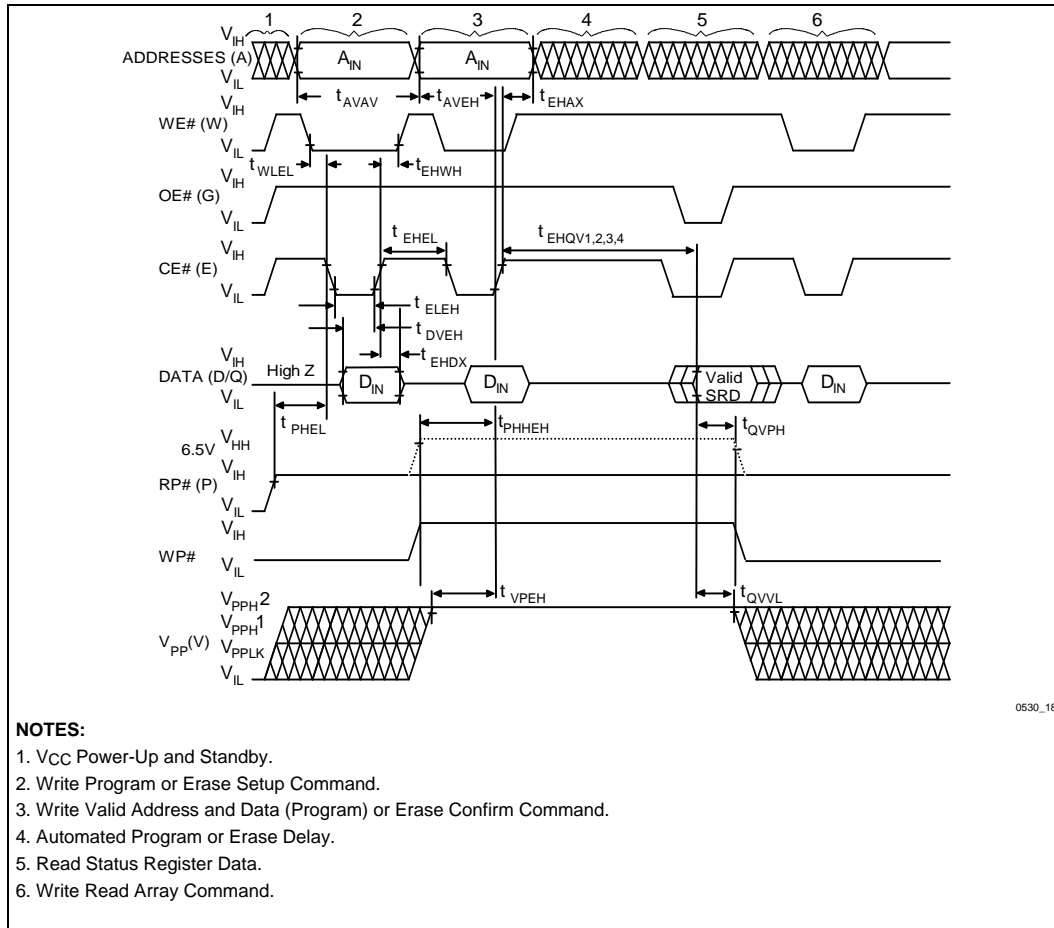 1 2 3 4 5 6
VIH
ADDRESSES (A) AIN AIN
VIL
tAVAV tAVEH tEHAX
VIH
WE# (W)
VIL
tWLEL tEHWH
VIH
OE# (G)
VIL
tEHEL tEHQV1,2,3,4
VIH
CE# (E)
VIL
tELEH
tDVEH
tEHDX
VIH
DATA (D/Q) High Z DIN DIN Valid SRD DIN
VIL
tPHEL tPHHEH tQVPH
6.5V VHH
VIH
RP# (P)
VIL
VIH
WP#
VIL
tVPEH tQVVL
VPPH2
VPPH1
VPP(V) VPPLK
VIL
0530_18
NOTES:
1. VCC Power-Up and Standby.
2. Write Program or Erase Setup Command.
3. Write Valid Address and Data (Program) or Erase Confirm Command.
4. Automated Program or Erase Delay.
5. Read Status Register Data.
6. Write Read Array Command.